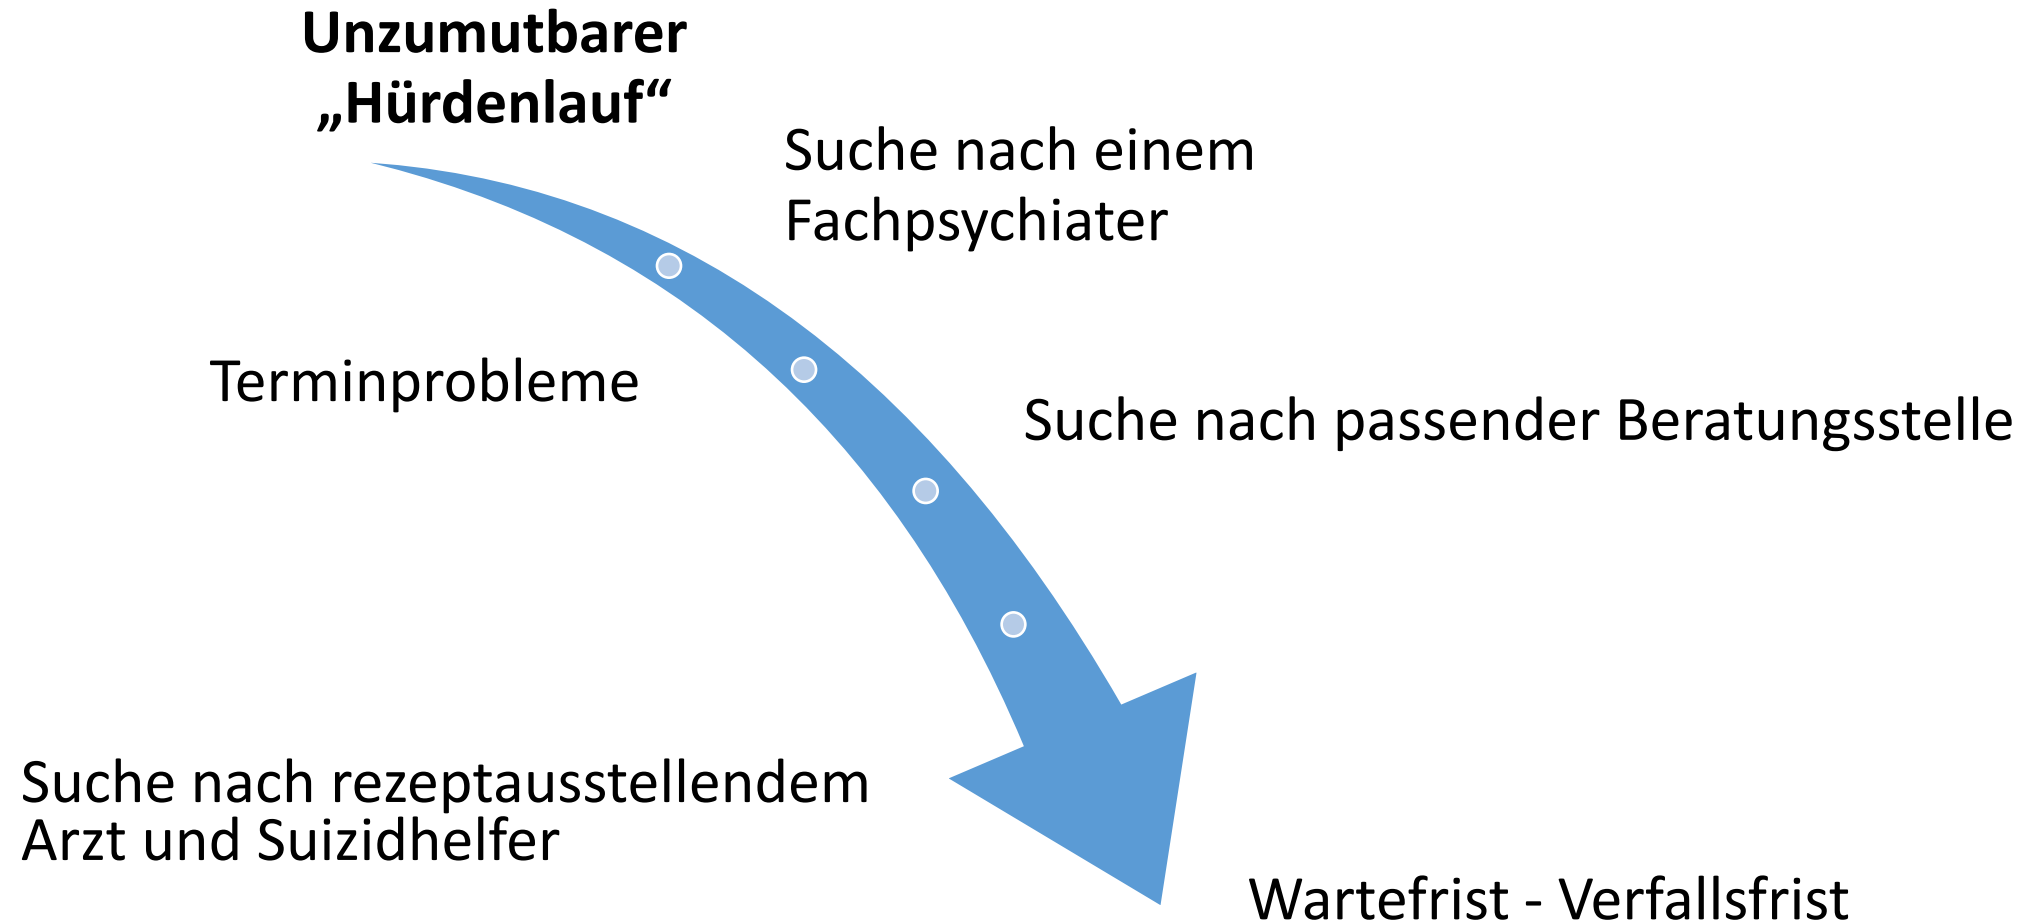 Unzumutbarer
„Hürdenlauf“
Suche nach einem
Fachpsychiater
Terminprobleme
Suche nach passender Beratungsstelle
Suche nach rezeptausstellendem
Arzt und Suizidhelfer
Wartefrist - Verfallsfrist